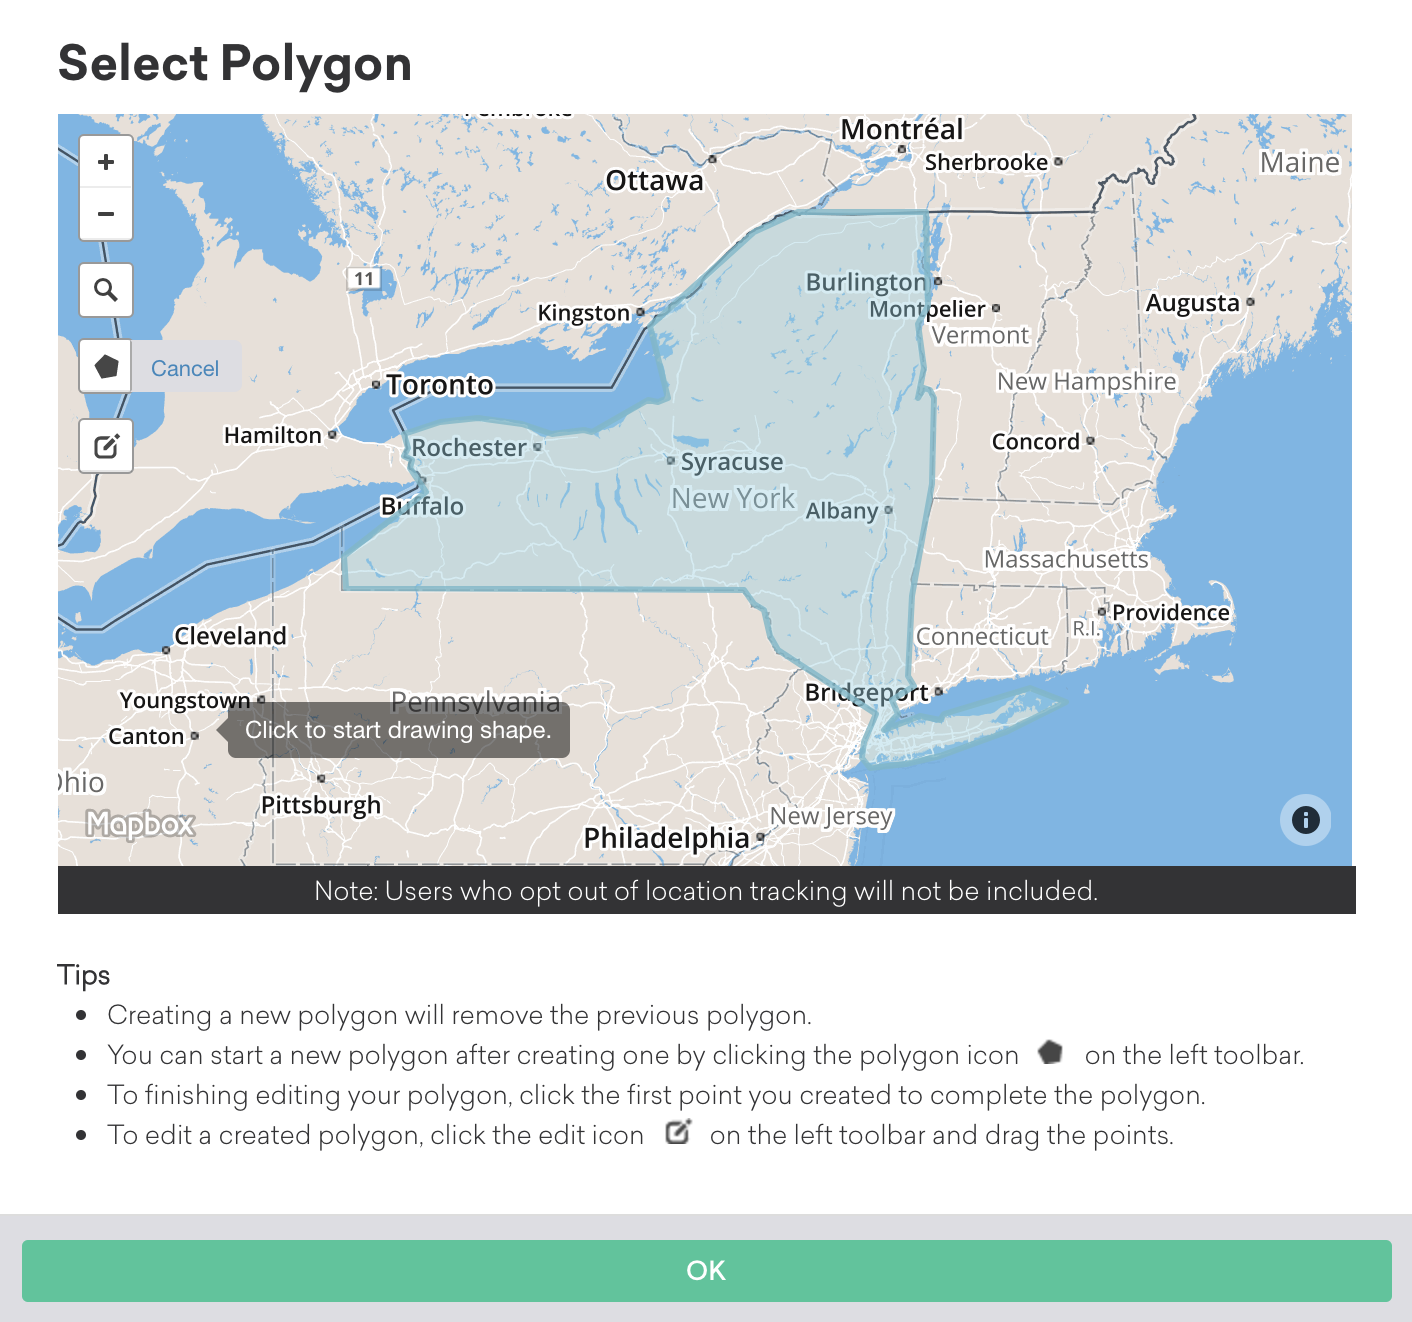 Select Polygon
Pembroke
Montréal
Sherbrooke
Maine
Ottawa
+
−
11
Burlington
Kingston
Montpelier
Augusta
Vermont
Cancel
Toronto
New Hampshire
Hamilton
Rochester
Concord
Syracuse
New York
Buffalo
Albany
Massachusetts
Providence
Cleveland
Connecticut
R.I.
Bridgeport
Youngstown
Pennsylvania
Click to start drawing shape.
Canton
Ohio
Pittsburgh
Mapbox
New Jersey
Philadelphia
Note: Users who opt out of location tracking will not be included.
Tips
Creating a new polygon will remove the previous polygon.
You can start a new polygon after creating one by clicking the polygon icon on the left toolbar.
To finishing editing your polygon, click the first point you created to complete the polygon.
To edit a created polygon, click the edit icon on the left toolbar and drag the points.
OK